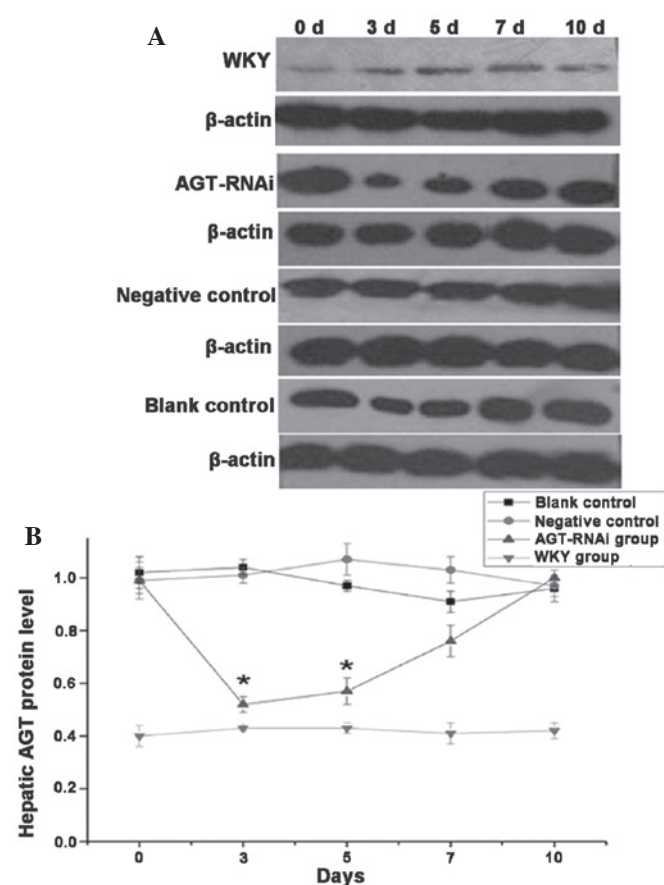 A
0 d 3 d 5 d 7 d 10 d
WKY
β-actin
AGT-RNAi
β-actin
Negative control
β-actin
Blank control
β-actin
B
Blank control
Negative control
AGT-RNAi group
WKY group
Hepatic AGT protein level
1.0
0.8
0.6
0.4
0.2
0.0
* *
0 3 5 7 10
Days